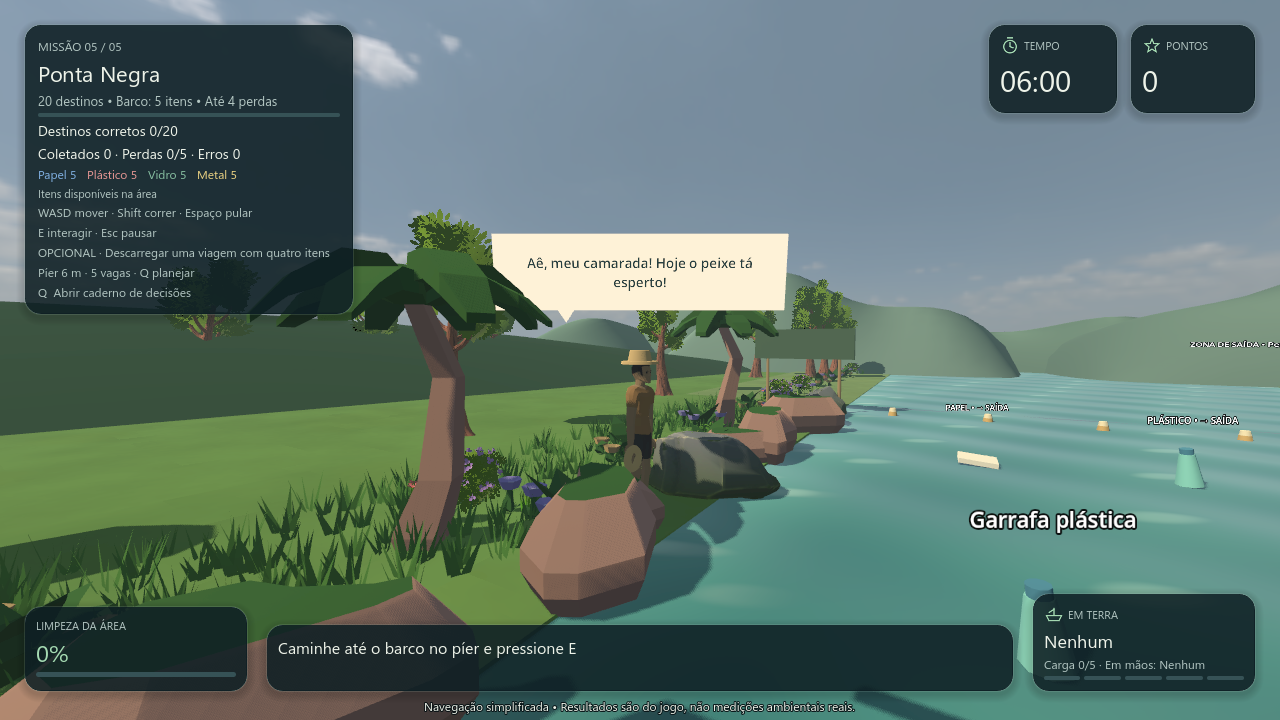 MISSÃO 05 / 05
Ponta Negra
20 destinos • Barco: 5 itens • Até 4 perdas
Destinos corretos 0/20
Coletados 0 · Perdas 0/5 · Erros 0
Papel 5 Plástico 5 Vidro 5 Metal 5
Itens disponíveis na área
WASD mover · Shift correr · Espaço pular
E interagir · Esc pausar
OPCIONAL · Descarregar uma viagem com quatro itens
Píer 6 m · 5 vagas · Q planejar
Q Abrir caderno de decisões
TEMPO
06:00
PONTOS
0
Aê, meu camarada! Hoje o peixe tá
esperto!
ZONA DE SAÍDA •
PAPEL • → SAÍDA
PLÁSTICO • → SAÍDA
Garrafa plástica
LIMPEZA DA ÁREA
0%
Caminhe até o barco no píer e pressione E
EM TERRA
Nenhum
Carga 0/5 · Em mãos: Nenhum
Navegação simplificada • Resultados são do jogo, não medições ambientais reais.